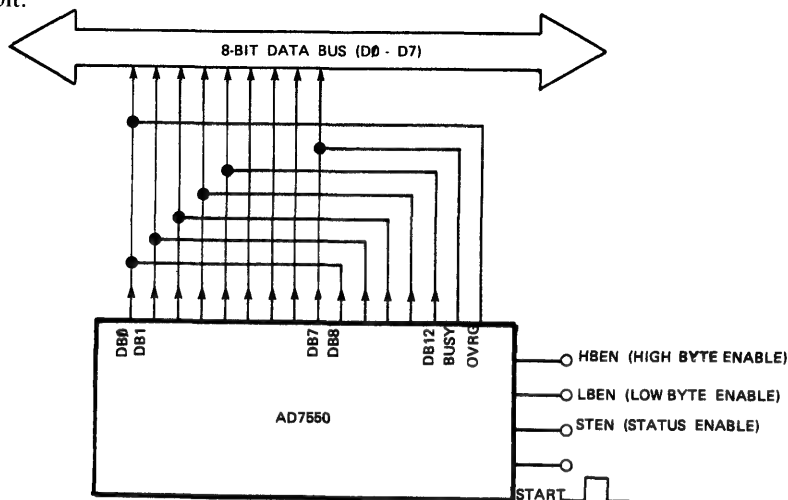 bit.
8-BIT DATA BUS (DØ - D7)
DBØ
DB1
DB7
DB8
DB12
BUSY
OVRG
HBEN (HIGH BYTE ENABLE)
LBEN (LOW BYTE ENABLE)
STEN (STATUS ENABLE)
AD7550
START